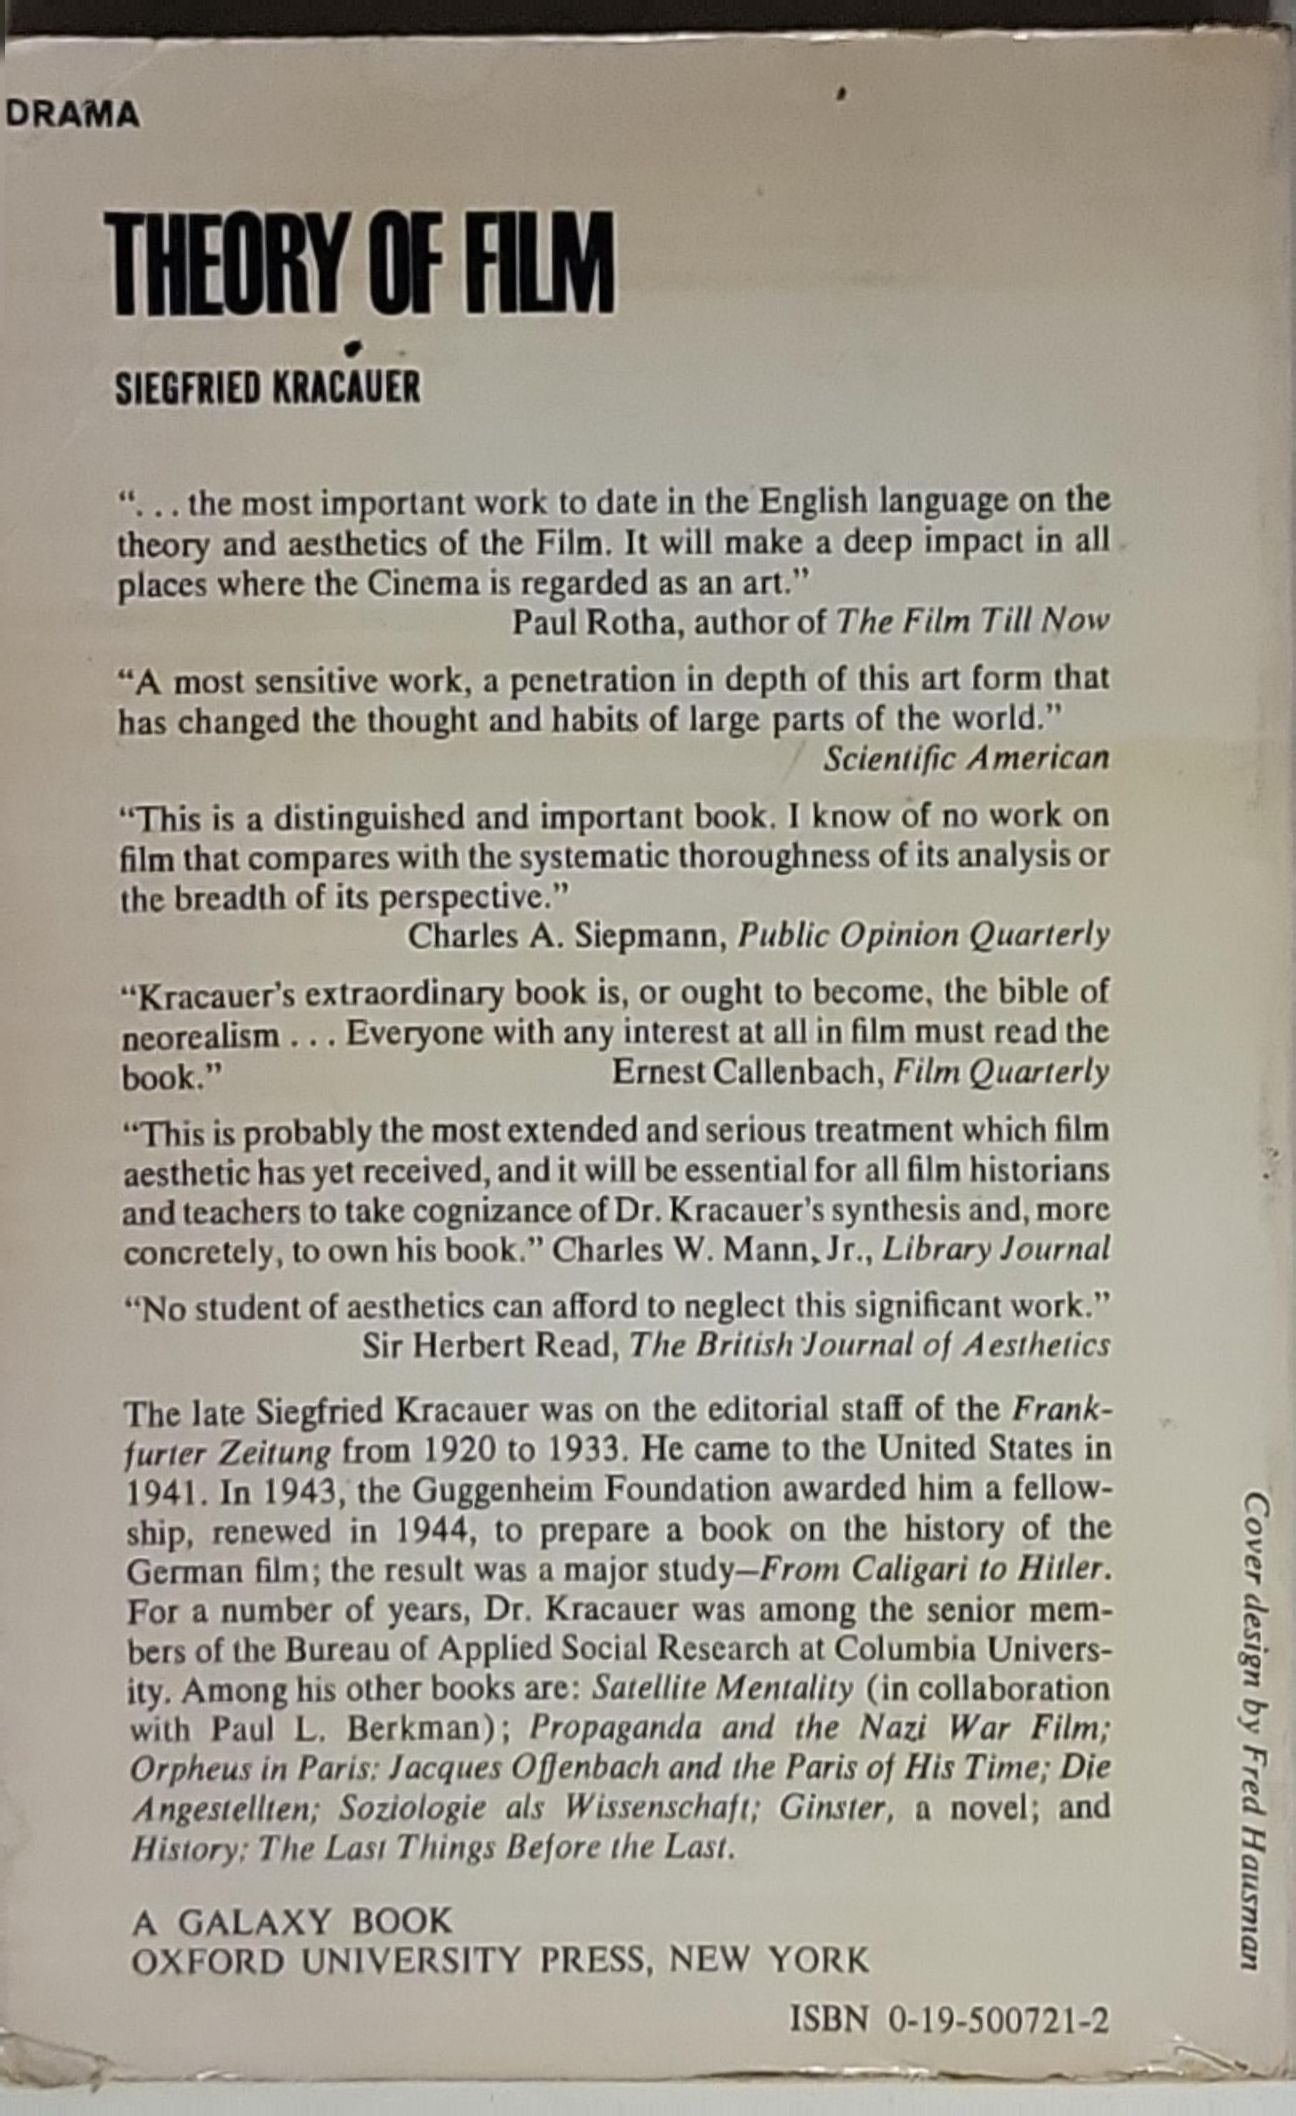 DRAMA
THEORY OF FILM
SIEGFRIED KRACAUER
“. . . the most important work to date in the English language on the
theory and aesthetics of the Film. It will make a deep impact in all
places where the Cinema is regarded as an art.”
Paul Rotha, author of The Film Till Now
“A most sensitive work, a penetration in depth of this art form that
has changed the thought and habits of large parts of the world.”
Scientific American
“This is a distinguished and important book. I know of no work on
film that compares with the systematic thoroughness of its analysis or
the breadth of its perspective.”
Charles A. Siepmann, Public Opinion Quarterly
“Kracauer’s extraordinary book is, or ought to become, the bible of
neorealism . . . Everyone with any interest at all in film must read the
book.” Ernest Callenbach, Film Quarterly
“This is probably the most extended and serious treatment which film
aesthetic has yet received, and it will be essential for all film historians
and teachers to take cognizance of Dr. Kracauer’s synthesis and, more
concretely, to own his book.” Charles W. Mann, Jr., Library Journal
“No student of aesthetics can afford to neglect this significant work.”
Sir Herbert Read, The British Journal of Aesthetics
The late Siegfried Kracauer was on the editorial staff of the Frank-
furter Zeitung from 1920 to 1933. He came to the United States in
1941. In 1943, the Guggenheim Foundation awarded him a fellow-
ship, renewed in 1944, to prepare a book on the history of the
German film; the result was a major study—From Caligari to Hitler.
For a number of years, Dr. Kracauer was among the senior mem-
bers of the Bureau of Applied Social Research at Columbia Univers-
ity. Among his other books are: Satellite Mentality (in collaboration
with Paul L. Berkman); Propaganda and the Nazi War Film;
Orpheus in Paris: Jacques Offenbach and the Paris of His Time; Die
Angestellten; Soziologie als Wissenschaft; Ginster, a novel; and
History: The Last Things Before the Last.
A GALAXY BOOK
OXFORD UNIVERSITY PRESS, NEW YORK
ISBN 0-19-500721-2
Cover design by Fred Hausman